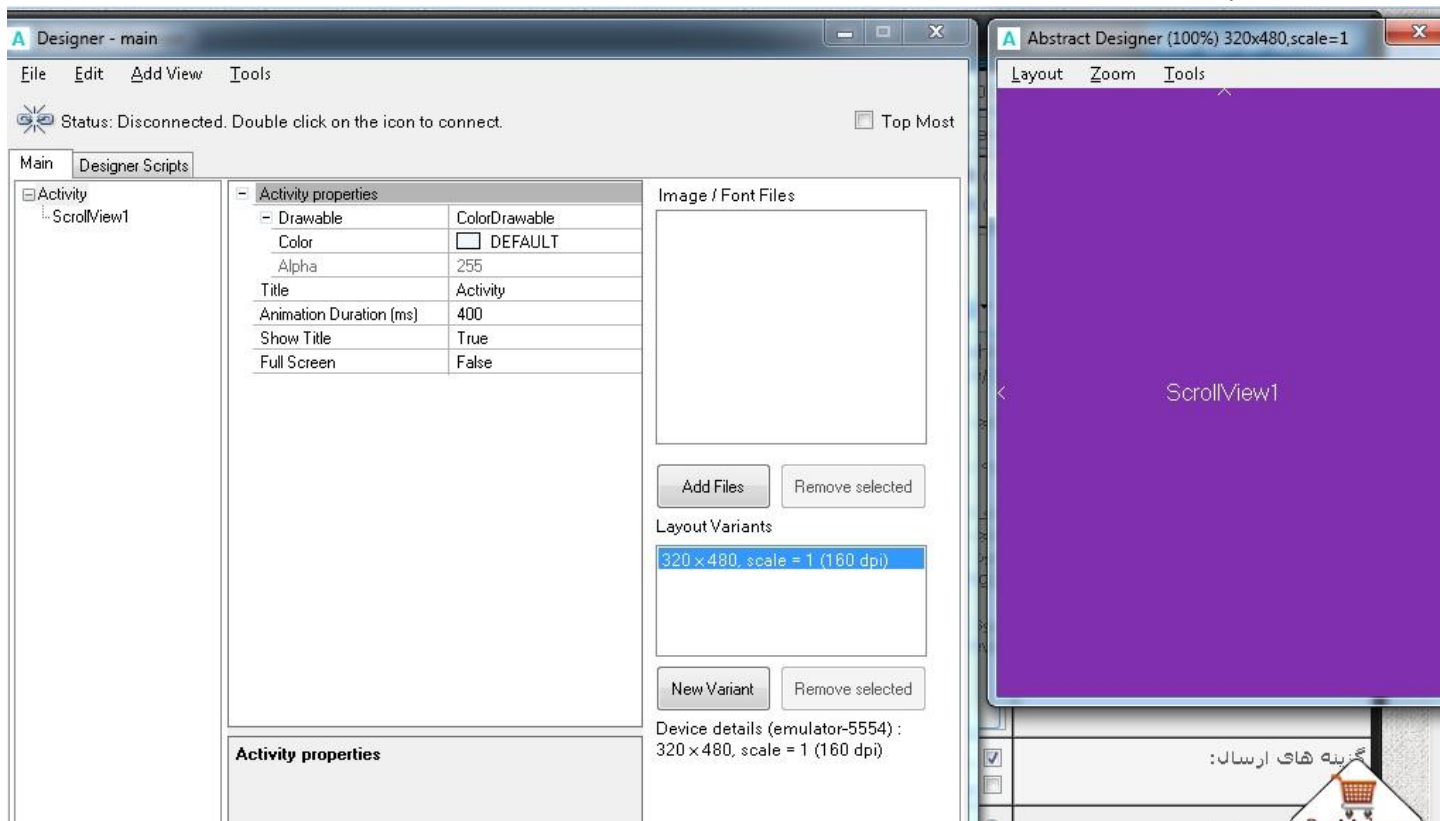 Designer - main
File Edit Add View Tools
Status: Disconnected. Double click on the icon to connect.
Top Most
Main Designer Scripts
Activity
ScrollView1
Activity properties
Drawable ColorDrawable
Color DEFAULT
Alpha 255
Title Activity
Animation Duration (ms) 400
Show Title True
Full Screen False
Activity properties
Image / Font Files
Add Files Remove selected
Layout Variants
320 x 480, scale = 1 (160 dpi)
New Variant Remove selected
Device details (emulator-5554) :
320 x 480, scale = 1 (160 dpi)
Abstract Designer (100%) 320x480,scale=1
Layout Zoom Tools
ScrollView1
گزینه های ارسال: